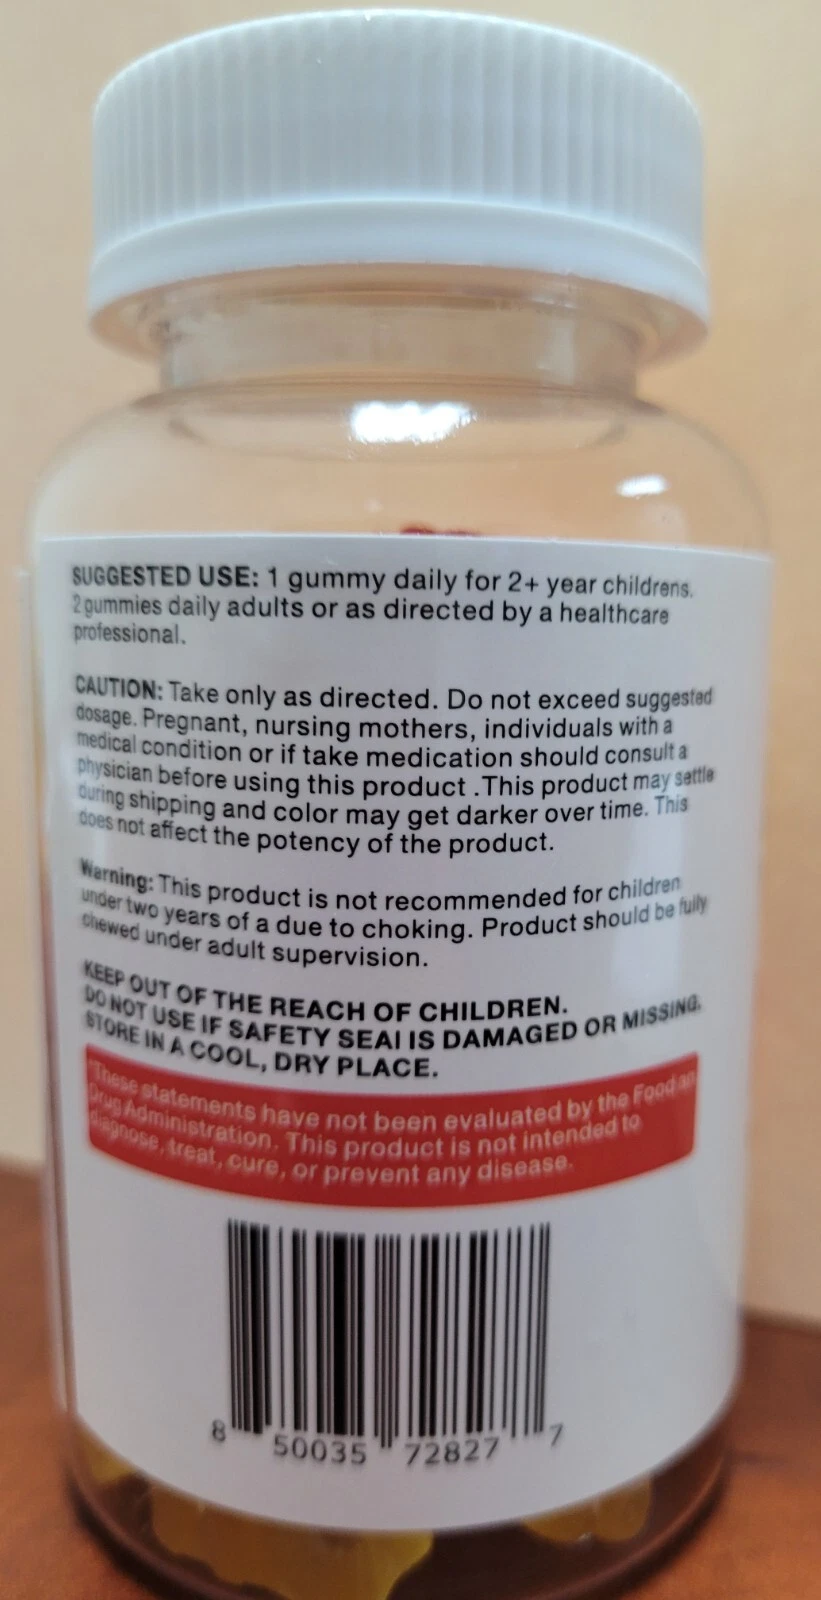 SUGGESTED USE: 1 gummy daily for 2+ year childrens.
2 gummies daily adults or as directed by a healthcare
professional.
CAUTION: Take only as directed. Do not exceed suggested
dosage. Pregnant, nursing mothers, individuals with a
medical condition or if take medication should consult a
physician before using this product .This product may settle
during shipping and color may get darker over time. This
does not affect the potency of the product.
Warning: This product is not recommended for children
under two years of a due to choking. Product should be fully
chewed under adult supervision.
KEEP OUT OF THE REACH OF CHILDREN.
DO NOT USE IF SAFETY SEAl IS DAMAGED OR MISSING.
STORE IN A COOL, DRY PLACE.
*These statements have not been evaluated by the Food an
Drug Administration. This product is not intended to
diagnose, treat, cure, or prevent any disease.
8 50035 72827 7